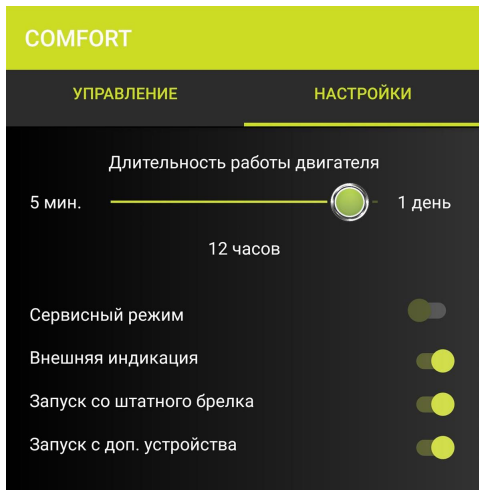 COMFORT
УПРАВЛЕНИЕ НАСТРОЙКИ
Длительность работы двигателя
5 мин. 1 день
12 часов
Сервисный режим
Внешняя индикация
Запуск со штатного брелка
Запуск с доп. устройства